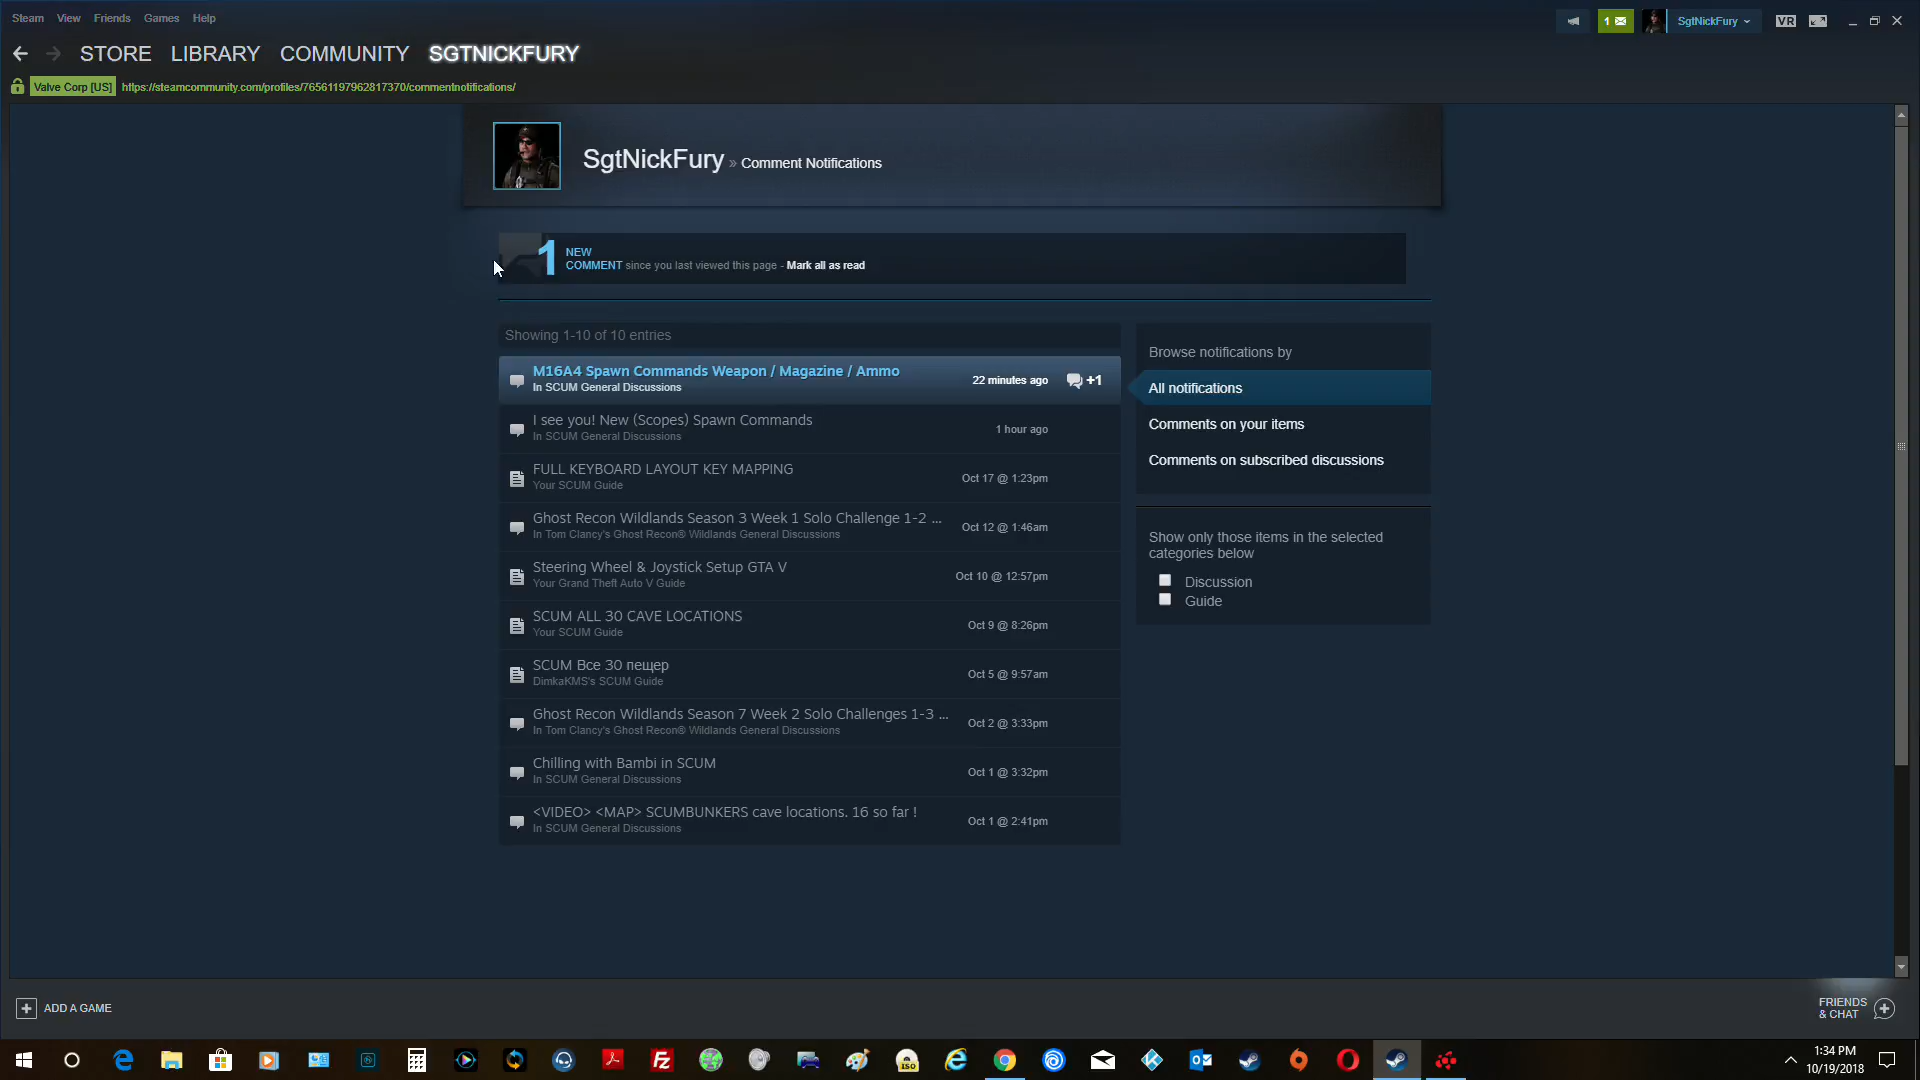 Steam View Friends Games Help
1
SgtNickFury
VR
STORE LIBRARY COMMUNITY SGTNICKFURY
Valve Corp [US] https://steamcommunity.com/profiles/76561197962817370/commentnotifications/
SgtNickFury » Comment Notifications
1 NEW
COMMENT since you last viewed this page - Mark all as read
Showing 1-10 of 10 entries
M16A4 Spawn Commands Weapon / Magazine / Ammo
In SCUM General Discussions
22 minutes ago
+1
I see you! New (Scopes) Spawn Commands
In SCUM General Discussions
1 hour ago
FULL KEYBOARD LAYOUT KEY MAPPING
Your SCUM Guide
Oct 17 @ 1:23pm
Ghost Recon Wildlands Season 3 Week 1 Solo Challenge 1-2 ...
In Tom Clancy's Ghost Recon® Wildlands General Discussions
Oct 12 @ 1:46am
Steering Wheel & Joystick Setup GTA V
Your Grand Theft Auto V Guide
Oct 10 @ 12:57pm
SCUM ALL 30 CAVE LOCATIONS
Your SCUM Guide
Oct 9 @ 8:26pm
SCUM Все 30 пещер
DimkaKMS's SCUM Guide
Oct 5 @ 9:57am
Ghost Recon Wildlands Season 7 Week 2 Solo Challenges 1-3 ...
In Tom Clancy's Ghost Recon® Wildlands General Discussions
Oct 2 @ 3:33pm
Chilling with Bambi in SCUM
In SCUM General Discussions
Oct 1 @ 3:32pm
<VIDEO> <MAP> SCUMBUNKERS cave locations. 16 so far !
In SCUM General Discussions
Oct 1 @ 2:41pm
Browse notifications by
All notifications
Comments on your items
Comments on subscribed discussions
Show only those items in the selected
categories below
Discussion
Guide
ADD A GAME
FRIENDS
& CHAT
ISO
1:34 PM
10/19/2018